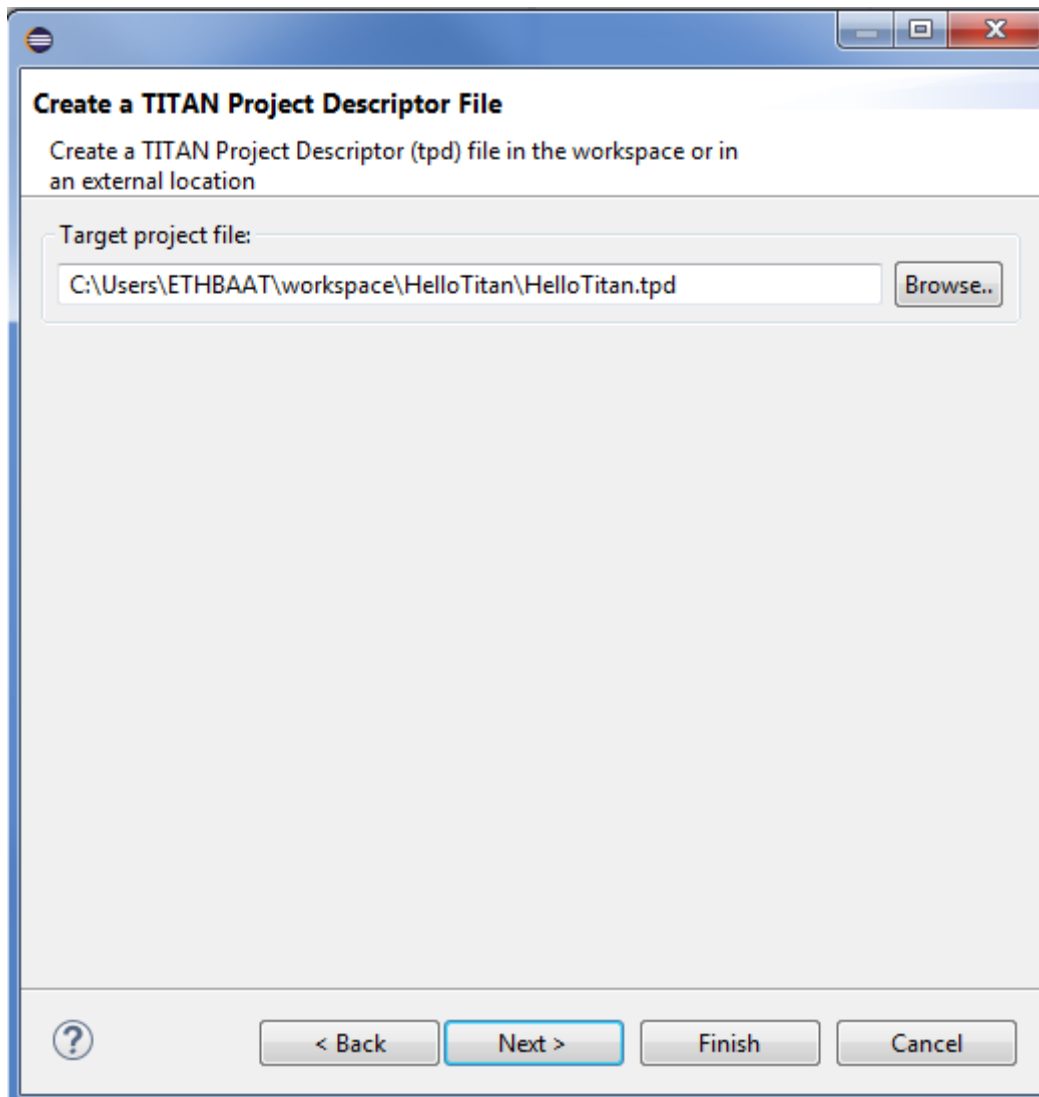 Create a TITAN Project Descriptor File
Create a TITAN Project Descriptor (tpd) file in the workspace or in
an external location
Target project file:
C:\Users\ETHBAAT\workspace\HelloTitan\HelloTitan.tpd
Browse..
?
< Back
Next >
Finish
Cancel